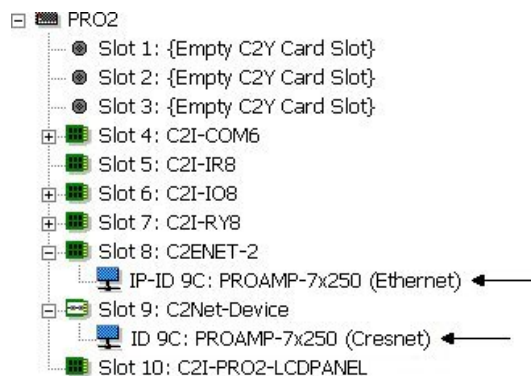 PRO2
Slot 1: {Empty C2Y Card Slot}
Slot 2: {Empty C2Y Card Slot}
Slot 3: {Empty C2Y Card Slot}
Slot 4: C2I-COM6
Slot 5: C2I-IR8
Slot 6: C2I-IO8
Slot 7: C2I-RY8
Slot 8: C2ENET-2
IP-ID 9C: PROAMP-7x250 (Ethernet)
Slot 9: C2Net-Device
ID 9C: PROAMP-7x250 (Cresnet)
Slot 10: C2I-PRO2-LCDPANEL